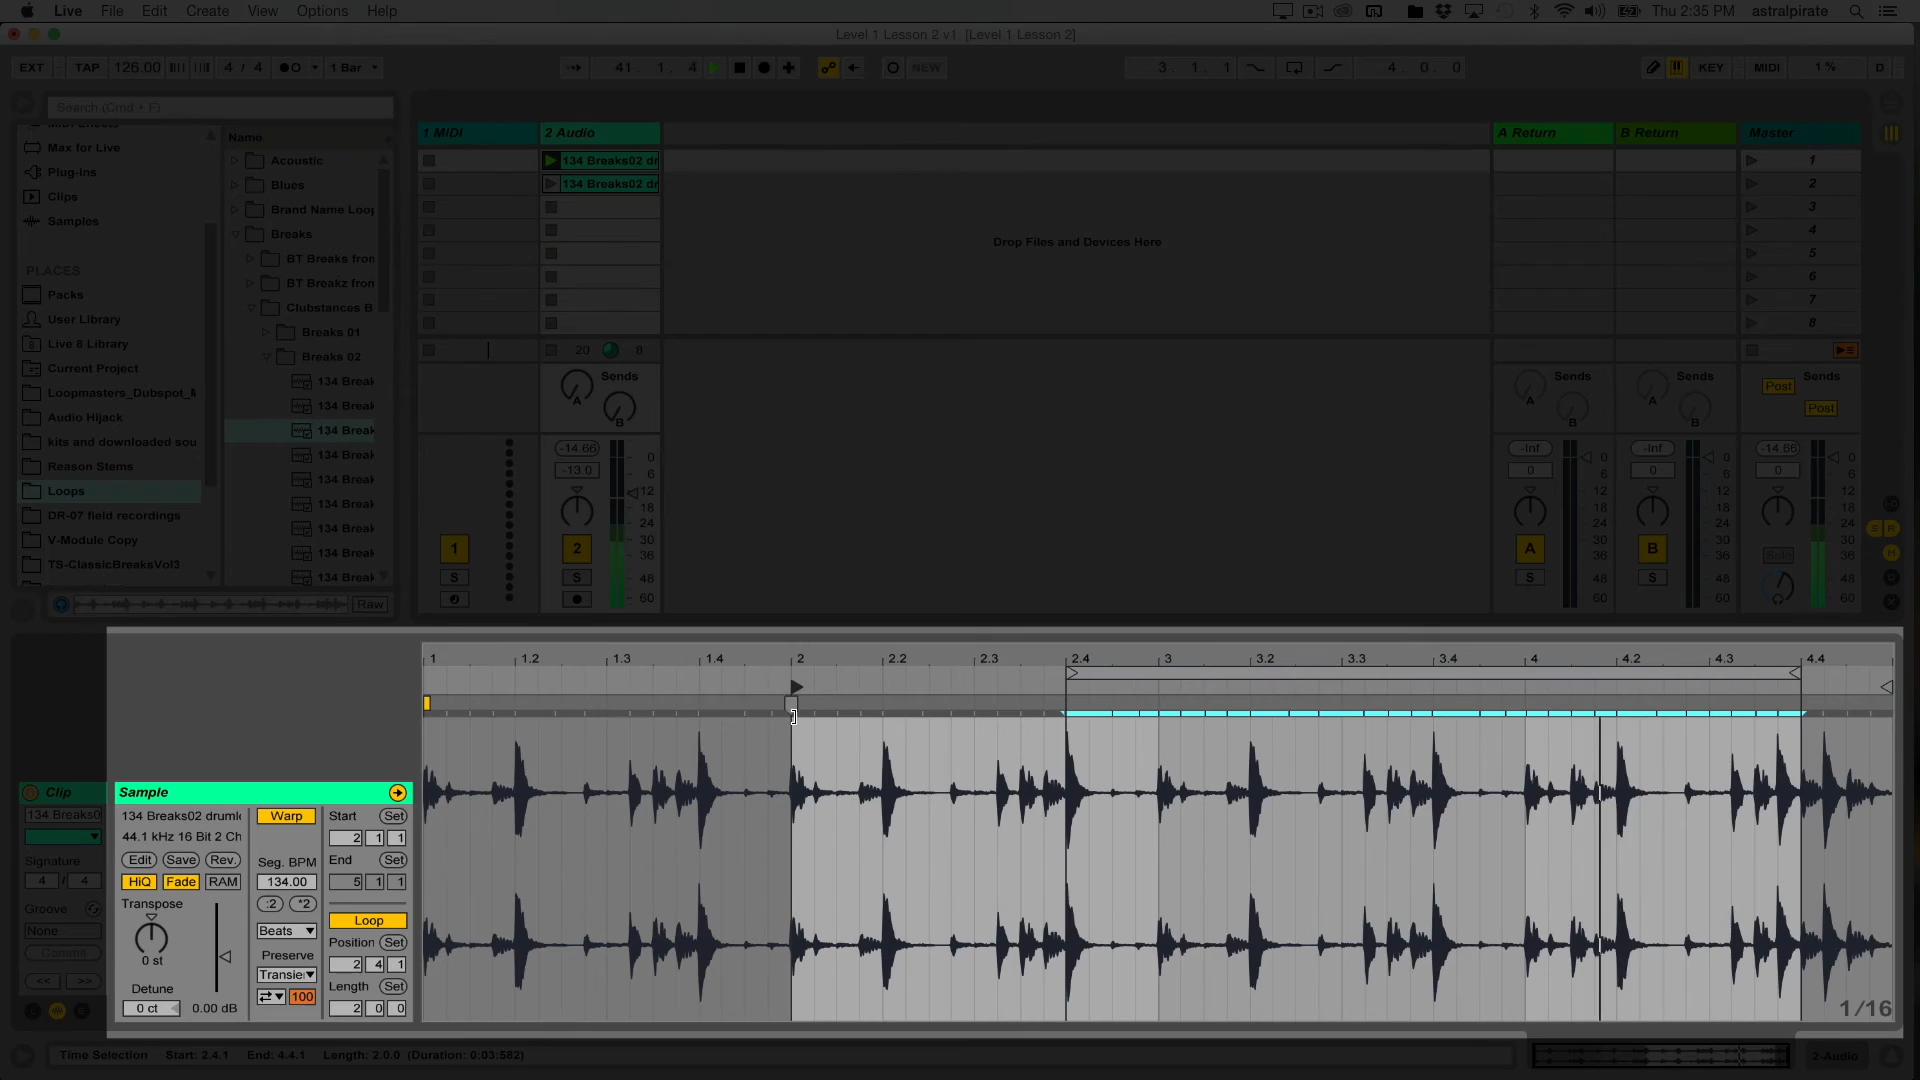 Live File Edit Create View Options Help
Thu 2:35 PM astralpirate
Level 1 Lesson 2 v1 [Level 1 Lesson 2]
EXT TAP 126.00 4 / 4 1 Bar 41. 1. 4 NEW 3. 1. 1 4. 0. 0 KEY MIDI 1 % D
Search (Cmd + F)
MIDI Effects
Max for Live
Plug-ins
Clips
Samples
PLACES
Packs
User Library
Live 8 Library
Current Project
Loopmasters_Dubspot_
Audio Hijack
kits and downloaded sou
Reason Stems
Loops
DR-07 field recordings
V-Module Copy
TS-ClassicBreaksVol3
Name
Acoustic
Blues
Brand Name Loop
Breaks
BT Breaks fron
BT Breakz fron
Clubstances B
Breaks 01
Breaks 02
134 Break
134 Break
134 Break
134 Break
134 Break
134 Break
134 Break
134 Break
134 Break
Raw
1 MIDI 2 Audio A Return B Return Master
134 Breaks02 dr 1
134 Breaks02 dr 2
3
4
5
6
7
8
Drop Files and Devices Here
20 8
Sends Sends Sends Sends
A A B Post
B B B Post
-14.66 -Inf -Inf -14.66
-13.0 0 0 0
0 6 12 18 24 30 36 48 60
0 6 12 18 24 30 36 48 60
0 6 12 18 24 30 36 48 60
0 6 12 18 24 30 36 48 60
1 2 A B Solo
S S S S
S R
1 1.2 1.3 1.4 2 2.2 2.3 2.4 3 3.2 3.3 3.4 4 4.2 4.3 4.4
Clip
134 Breaks0
Signature
4 / 4
Groove
None
Commit
<< >>
Sample
134 Breaks02 drumlo
44.1 kHz 16 Bit 2 Ch
Edit Save Rev.
HiQ Fade RAM
Transpose
0 st
Detune
0 ct 0.00 dB
Warp
Seg. BPM
134.00
:2 *2
Beats
Preserve
Transie
100
Start Set
2 1 1
End Set
5 1 1
Loop
Position Set
2 4 1
Length Set
2 0 0
1/16
Time Selection Start: 2.4.1 End: 4.4.1 Length: 2.0.0 (Duration: 0:03:582)
2-Audio